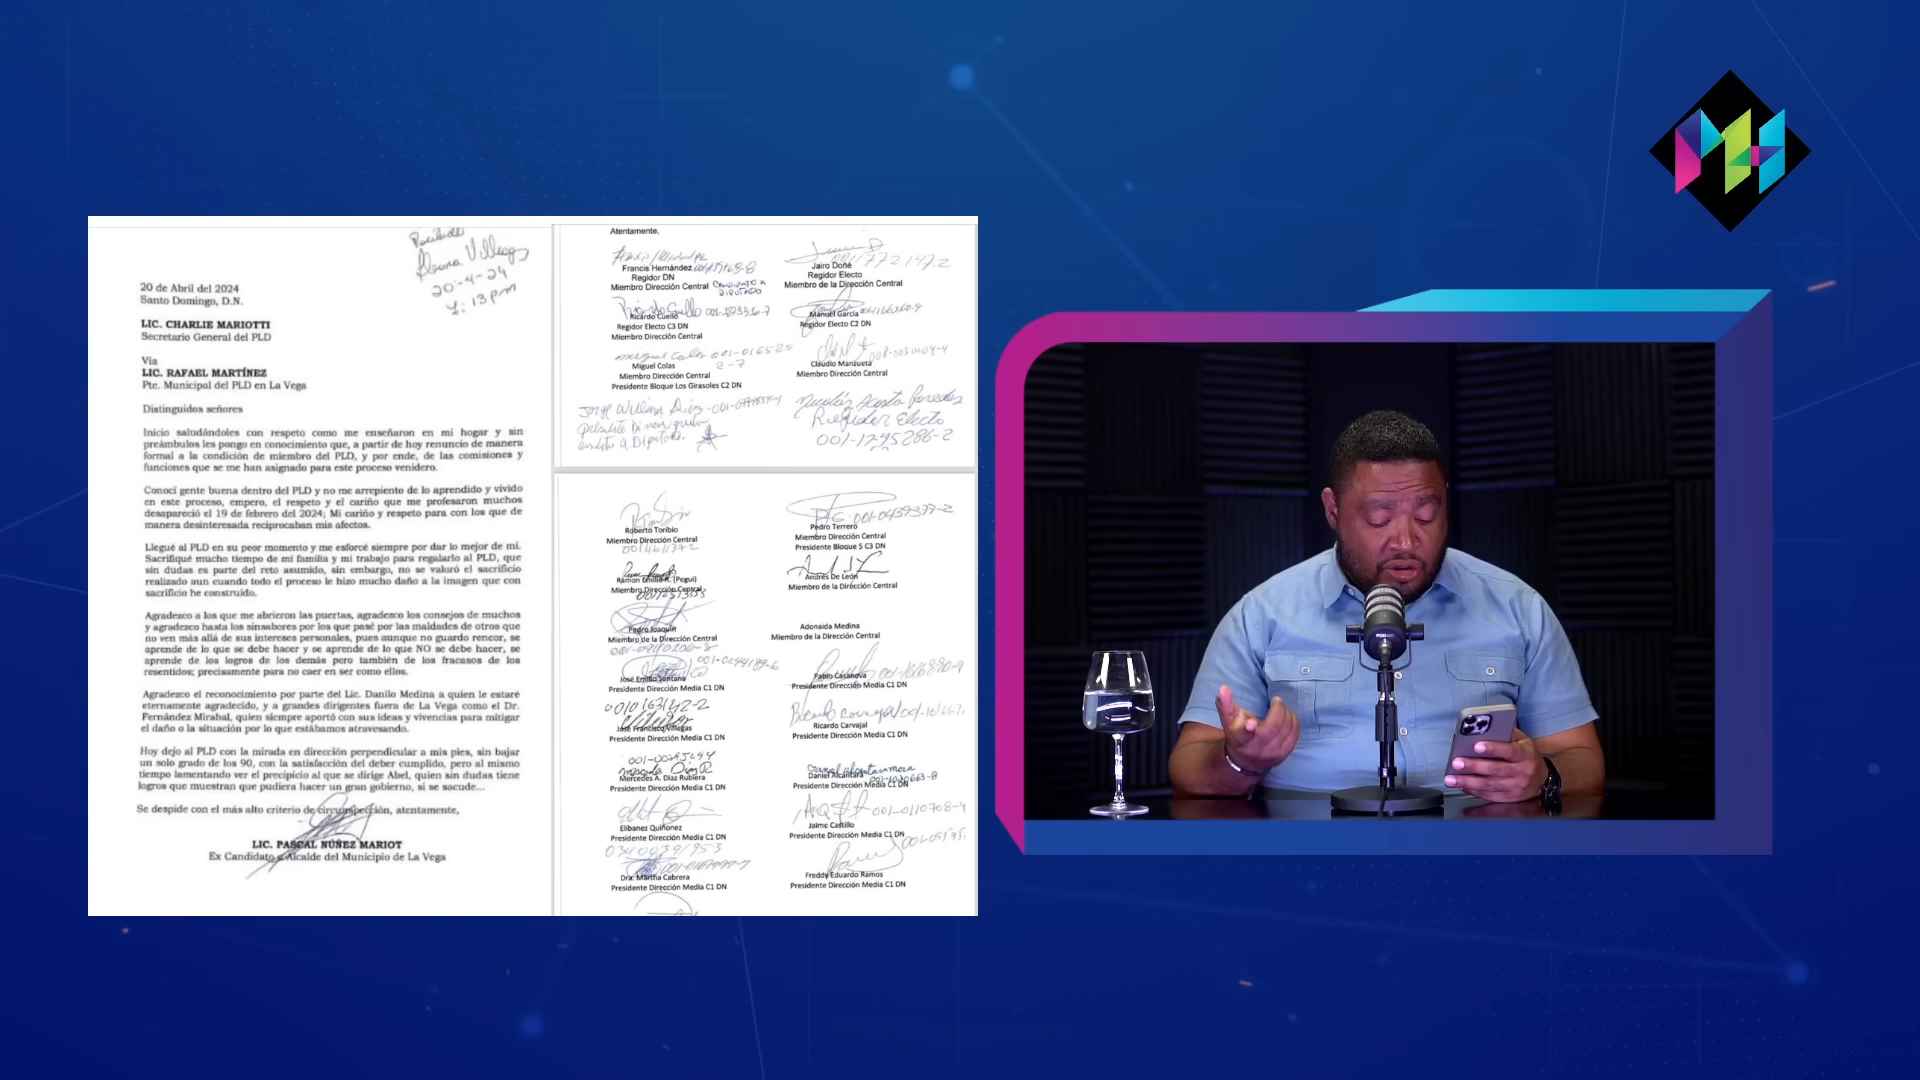 Recibido
20-4-24
4:13 pm
20 de Abril del 2024
Santo Domingo, D.N.
LIC. CHARLIE MARIOTTI
Secretario General del PLD
Vía
LIC. RAFAEL MARTÍNEZ
Pte. Municipal del PLD en La Vega
Distinguidos señores
Inicio saludándoles con respeto como me enseñaron en mi hogar y sin
preámbulos les pongo en conocimiento que, a partir de hoy renuncio de manera
formal a la condición de miembro del PLD, y por ende, de las comisiones y
funciones que se me han asignado para este proceso venidero.
Conocí gente buena dentro del PLD y no me arrepiento de lo aprendido y vivido
en este proceso, empero, el respeto y el cariño que me profesaron muchos
desapareció el 19 de febrero del 2024; Mi cariño y respeto para con los que de
manera desinteresada reciprocaban mis afectos.
Llegué al PLD en su peor momento y me esforcé siempre por dar lo mejor de mi.
Sacrifiqué mucho tiempo de mi familia y mi trabajo para regalarlo al PLD, que
sin dudas es parte del reto asumido, sin embargo, no se valoró el sacrificio
realizado aun cuando todo el proceso le hizo mucho daño a la imagen que con
sacrificio he construido.
Agradezco a los que me abrieron las puertas, agradezco los consejos de muchos
y agradezco hasta los sinsabores por los que pasé por las maldades de otros que
no ven más allá de sus intereses personales, pues aunque no guardo rencor, se
aprende de lo que se debe hacer y se aprende de lo que NO se debe hacer, se
aprende de los logros de los demás pero también de los fracasos de los
resentidos; precisamente para no caer en ser como ellos.
Agradezco el reconocimiento por parte del Lic. Danilo Medina a quien le estaré
eternamente agradecido, y a grandes dirigentes fuera de La Vega como el Dr.
Fernández Mirabal, quien siempre aportó con sus ideas y vivencias para mitigar
el daño o la situación por lo que estábamos atravesando.
Hoy dejo al PLD con la mirada en dirección perpendicular a mis pies, sin bajar
un solo grado de los 90, con la satisfacción del deber cumplido, pero al mismo
tiempo lamentando ver el precipicio al que se dirige Abel, quien sin dudas tiene
logros que muestran que pudiera hacer un gran gobierno, si se sacude...
Se despide con el más alto criterio de circunspección, atentamente,
LIC. PASCAL NÚÑEZ MARIOT
Ex Candidato a Alcalde del Municipio de La Vega
Atentamente,
Francis Hernández
Regidor DN
Miembro Dirección Central CANDIDATO A
DIPUTADO
Jairo Doñé
Regidor Electo
Miembro de la Dirección Central
Ricardo Cuello
Regidor Electo C3 DN
Miembro Dirección Central
Manuel García
Regidor Electo C2 DN
Miguel Colas
Miembro Dirección Central
Presidente Bloque Los Girasoles C2 DN
Claudio Manzueta
Miembro Dirección Central
Nicolás Acosta Paredes
Regidor Electo
001-1245286-2
Roberto Toribio
Miembro Dirección Central
Pedro Terrero
Miembro Dirección Central
Presidente Bloque 5 C3 DN
Ramon Emilio R. (Pegui)
Miembro Dirección Central
Andrés De León
Miembro de la Dirección Central
Pedro Joaquin
Miembro de la Dirección Central
Adonaida Medina
Miembro de la Dirección Central
José Emilio Santana
Presidente Dirección Media C1 DN
Pablo Casanova
Presidente Dirección Media C1 DN
José Francisco Villegas
Presidente Dirección Media C1 DN
Ricardo Carvajal
Presidente Dirección Media C1 DN
Mercedes A. Diaz Rubiera
Presidente Dirección Media C1 DN
Daniel Alcántara
Presidente Dirección Media C1 DN
Elibanez Quiñonez
Presidente Dirección Media C1 DN
Jaime Castillo
Presidente Dirección Media C1 DN
Dra. Martha Cabrera
Presidente Dirección Media C1 DN
Freddy Eduardo Ramos
Presidente Dirección Media C1 DN